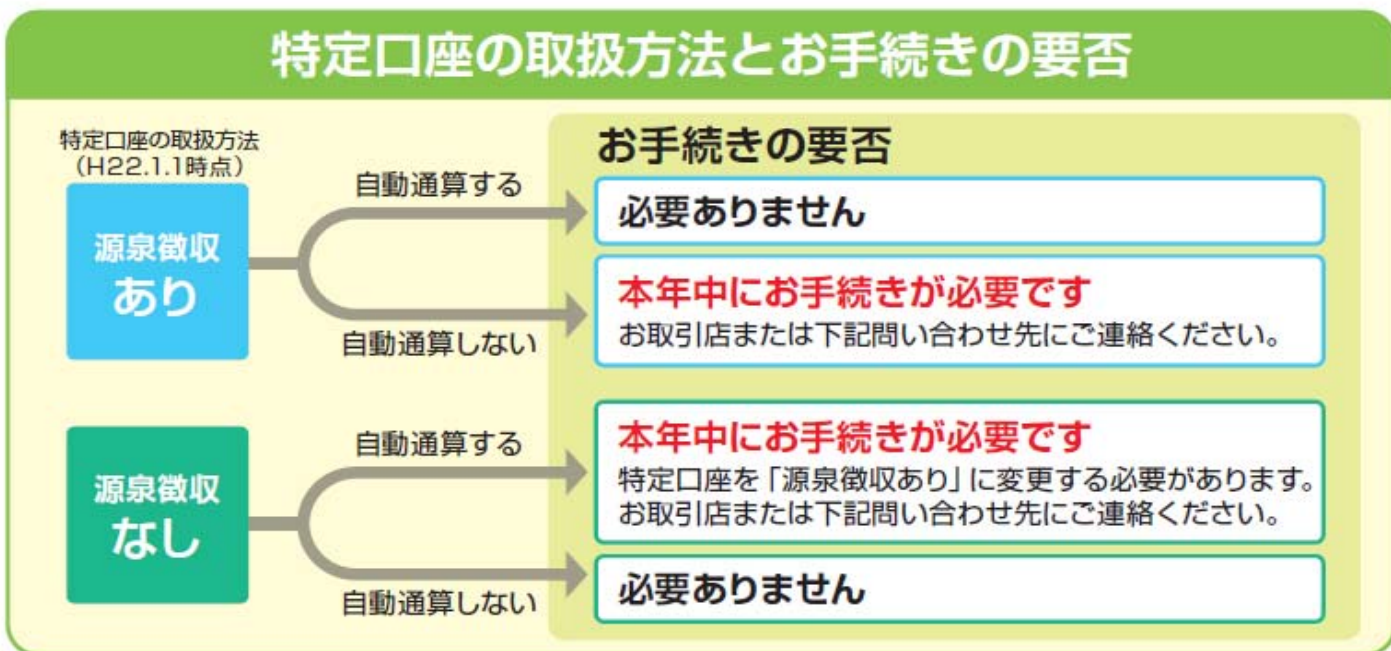 特定口座の取扱方法とお手続きの要否
特定口座の取扱方法
（H22.1.1時点）
お手続きの要否
源泉徴収
あり
自動通算する
必要ありません
自動通算しない
本年中にお手続きが必要です
お取引店または下記問い合わせ先にご連絡ください。
源泉徴収
なし
自動通算する
本年中にお手続きが必要です
特定口座を「源泉徴収あり」に変更する必要があります。
お取引店または下記問い合わせ先にご連絡ください。
自動通算しない
必要ありません